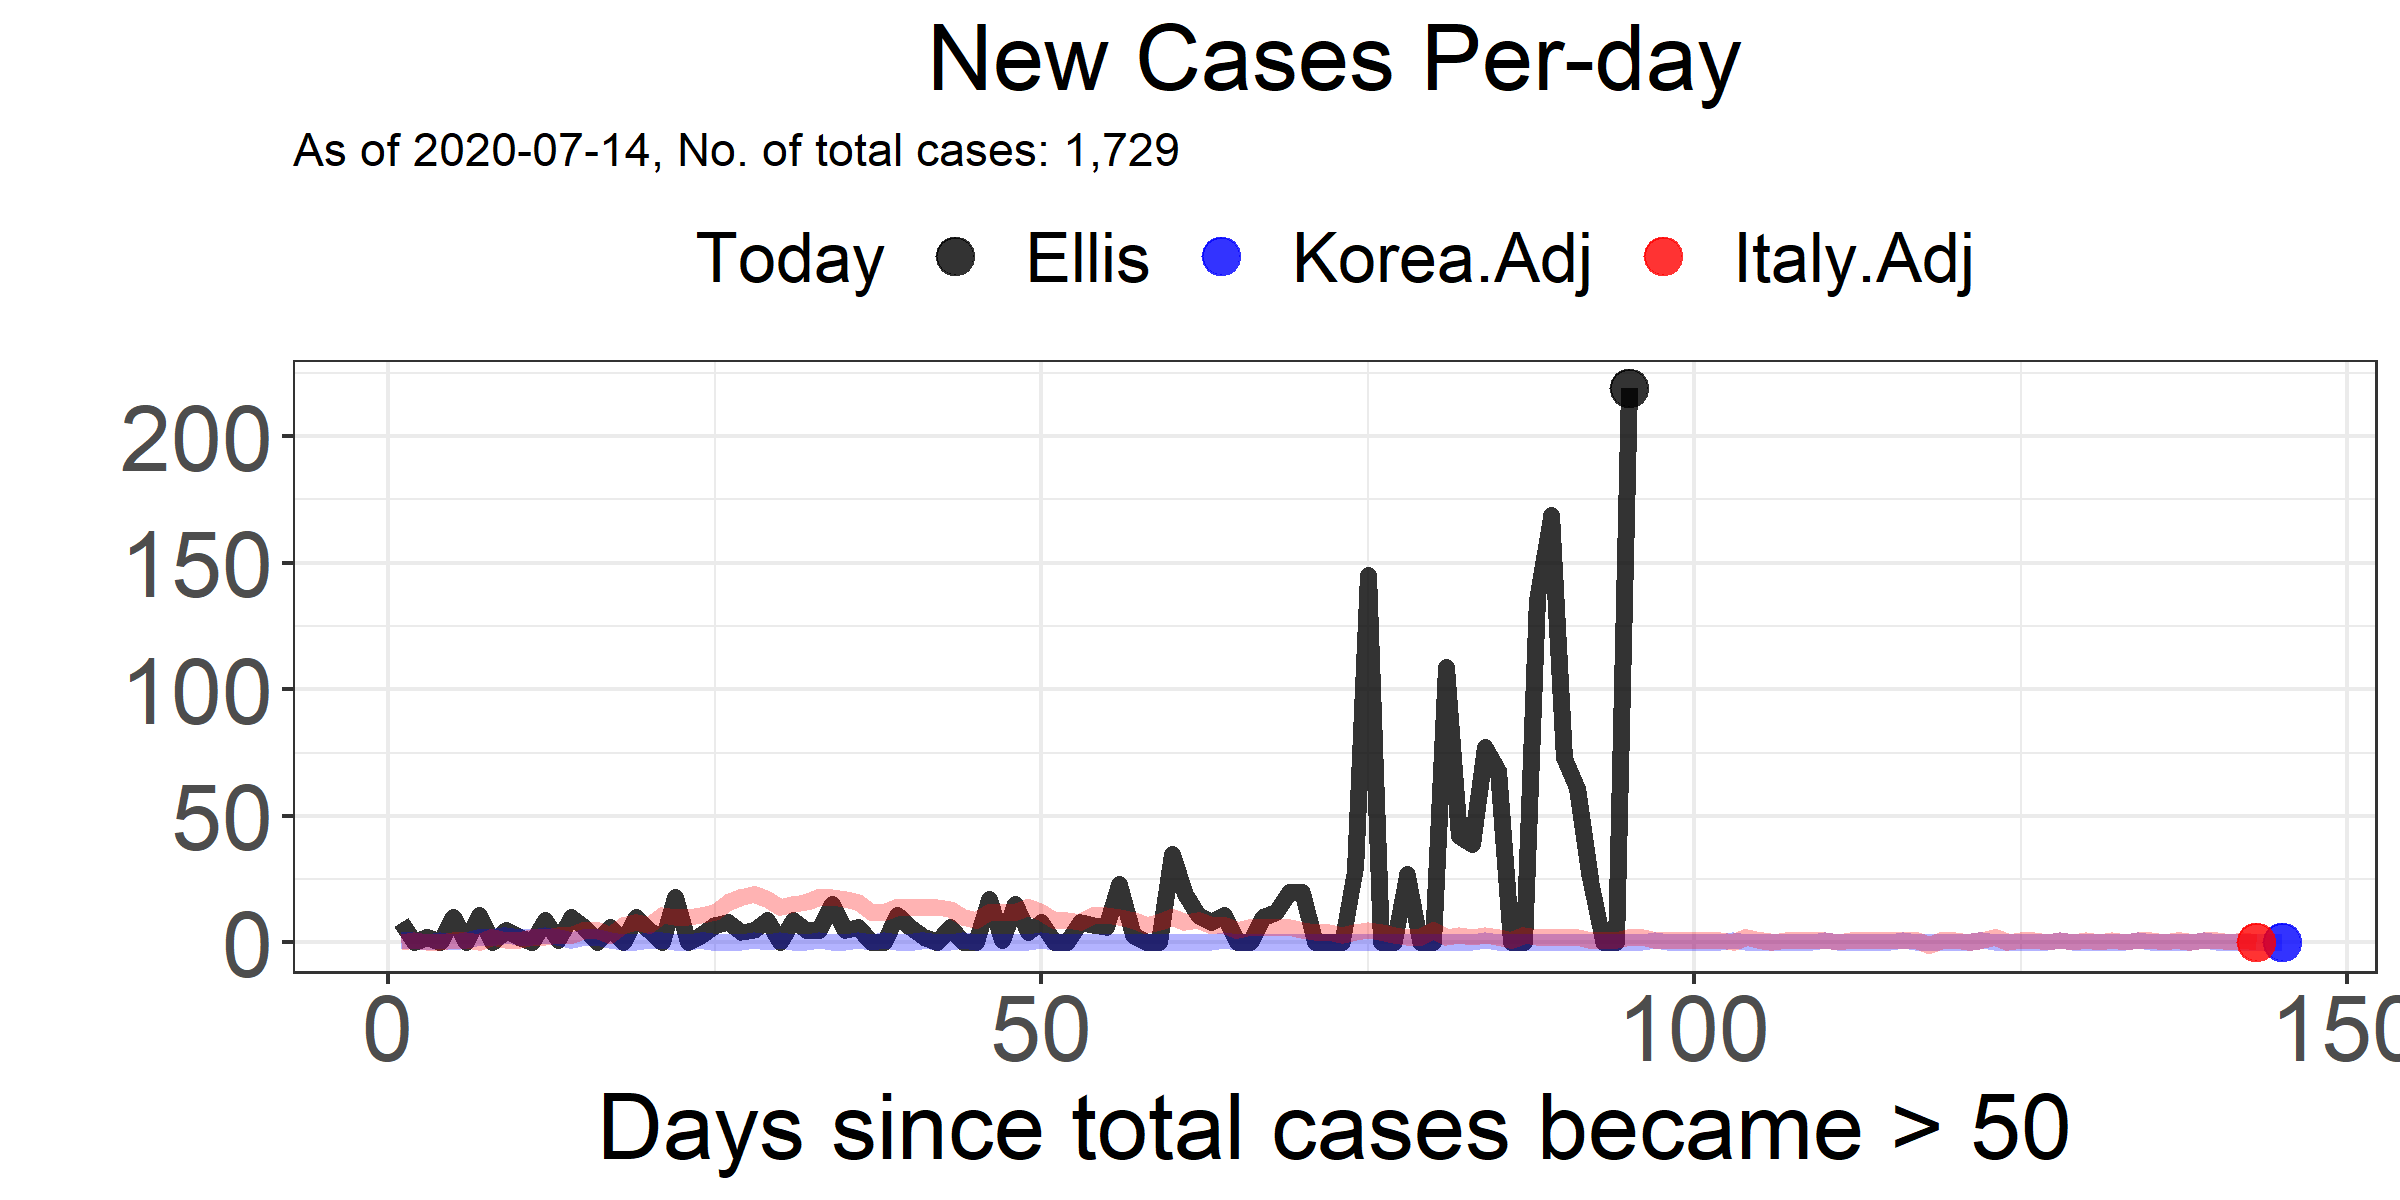 New Cases Per-day
As of 2020-07-14, No. of total cases: 1,729
Today Ellis Korea.Adj Italy.Adj
200
150
100
50
0
0 50 100 150
Days since total cases became > 50